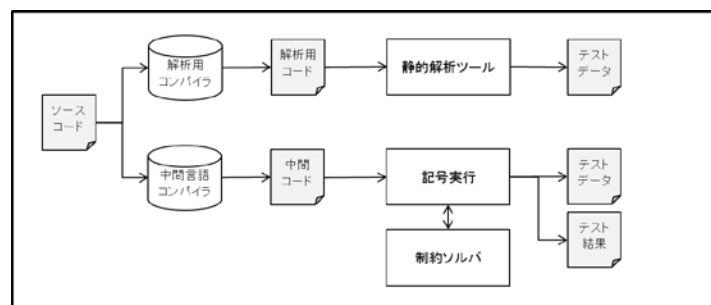 ソース
コード
解析用
コンパイラ
解析用
コード
静的解析ツール
テスト
データ
中間言語
コンパイラ
中間
コード
記号実行
テスト
データ
制約ソルバ
テスト
結果